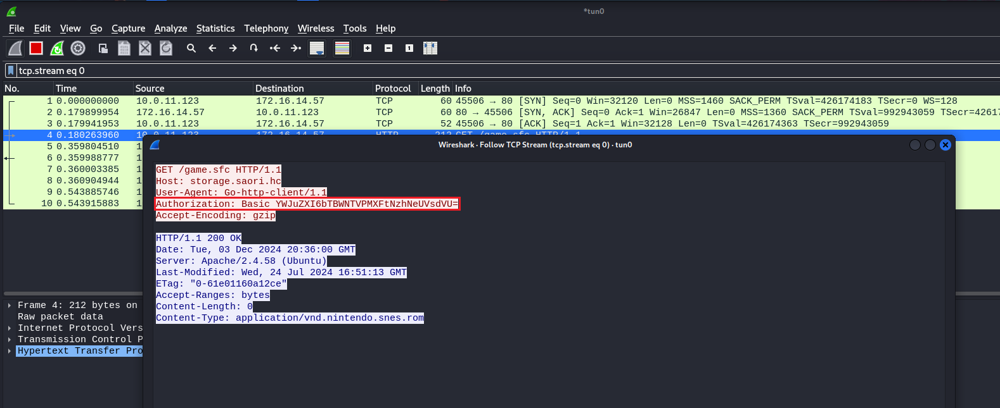 *tun0
File Edit View Go Capture Analyze Statistics Telephony Wireless Tools Help
tcp.stream eq 0
No. Time Source Destination Protocol Length Info
1 0.000000000 10.0.11.123 172.16.14.57 TCP 60 45506 → 80 [SYN] Seq=0 Win=32120 Len=0 MSS=1460 SACK_PERM TSval=426174183 TSecr=0 WS=128
2 0.179899954 172.16.14.57 10.0.11.123 TCP 60 80 → 45506 [SYN, ACK] Seq=0 Ack=1 Win=26847 Len=0 MSS=1360 SACK_PERM TSval=992943059 TSecr=4261
3 0.179941953 10.0.11.123 172.16.14.57 TCP 52 45506 → 80 [ACK] Seq=1 Ack=1 Win=32128 Len=0 TSval=426174363 TSecr=992943059
4 0.180263960 10.0.11.123 172.16.14.57 HTTP 212 GET /game.sfc HTTP/1.1
5 0.359804510 1
6 0.359988777 1
7 0.360003385 1
8 0.360904944 1
9 0.543885746 1
10 0.543915883 1
Wireshark · Follow TCP Stream (tcp.stream eq 0) · tun0
GET /game.sfc HTTP/1.1
Host: storage.saori.hc
User-Agent: Go-http-client/1.1
Authorization: Basic YWJuZXI6bTBWNTVPMXFtNzhNeUVsdVU=
Accept-Encoding: gzip
HTTP/1.1 200 OK
Date: Tue, 03 Dec 2024 20:36:00 GMT
Server: Apache/2.4.58 (Ubuntu)
Last-Modified: Wed, 24 Jul 2024 16:51:13 GMT
ETag: "0-61e01160a12ce"
Accept-Ranges: bytes
Content-Length: 0
Content-Type: application/vnd.nintendo.snes.rom
Frame 4: 212 bytes on
Raw packet data
Internet Protocol Vers
Transmission Control P
Hypertext Transfer Pro